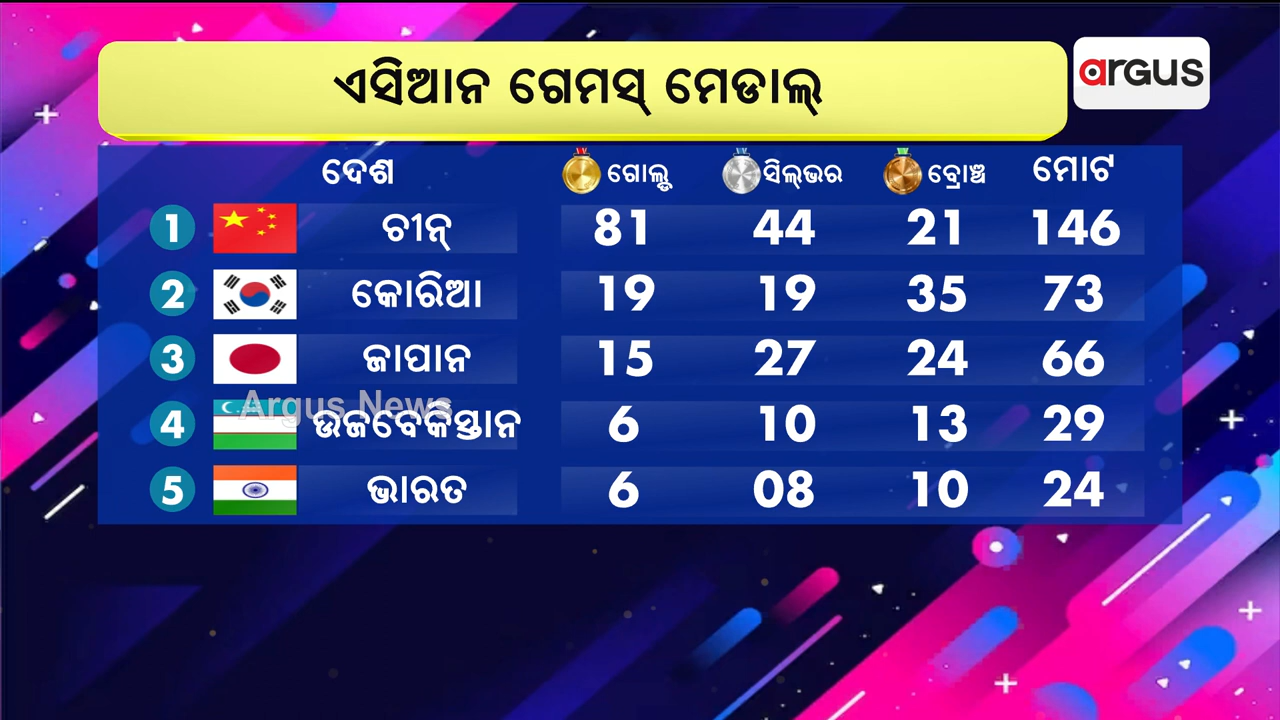 ଏସିଆନ ଗେମସ୍ ମେଡାଲ୍
argus
ଦେଶ ଗୋଲ୍ଡ ସିଲ୍‌ଭର ବ୍ରୋଞ୍ଚ ମୋଟ
1 ଚୀନ୍ 81 44 21 146
2 କୋରିଆ 19 19 35 73
3 ଜାପାନ 15 27 24 66
Argus News
4 ଉଜବେକିସ୍ତାନ 6 10 13 29
5 ଭାରତ 6 08 10 24